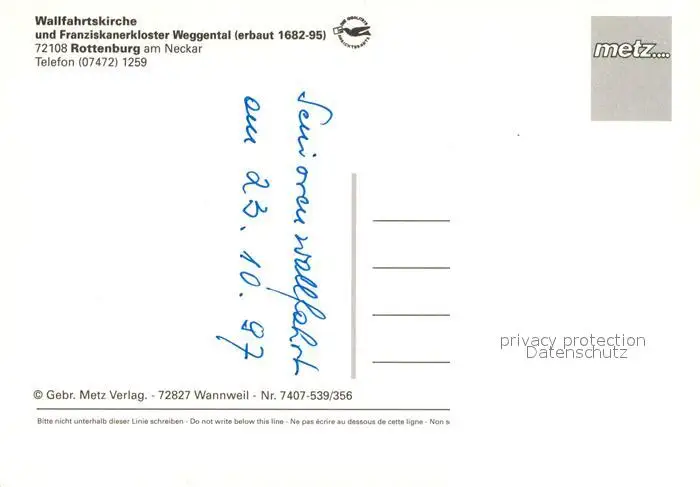 Wallfahrtskirche
und Franziskanerkloster Weggental (erbaut 1682-95)
72108 Rottenburg am Neckar
Telefon (07472) 1259
metz....
Seniorenwallfahrt
am 23.10.97
privacy protection
Datenschutz
© Gebr. Metz Verlag. - 72827 Wannweil - Nr. 7407-539/356
Bitte nicht unterhalb dieser Linie schreiben - Do not write below this line - Ne pas écrire au dessous de cette ligne - Non s